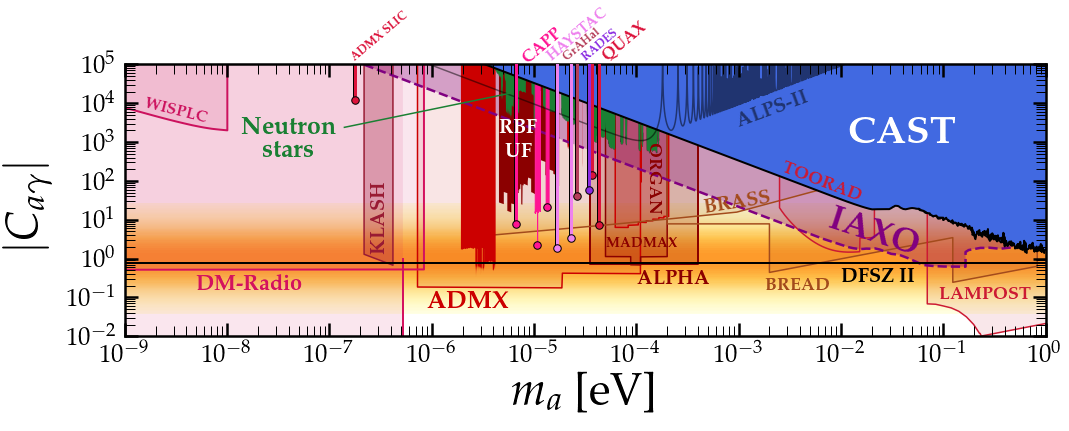 ADMX SLIC
CAPP
HAYSTAC
GrAHal
RADES
QUAX
10⁵
10⁴
10³
10²
10¹
10⁰
10⁻¹
10⁻²
|C_{aγ}|
WISPLC
Neutron
stars
KLASH
RBF
UF
ORGAN
ALPS-II
CAST
TOORAD
BRASS
IAXO
MADMAX
DM-Radio
ADMX
ALPHA
BREAD
DFSZ II
LAMPOST
10⁻⁹
10⁻⁸
10⁻⁷
10⁻⁶
10⁻⁵
10⁻⁴
10⁻³
10⁻²
10⁻¹
10⁰
m_a [eV]